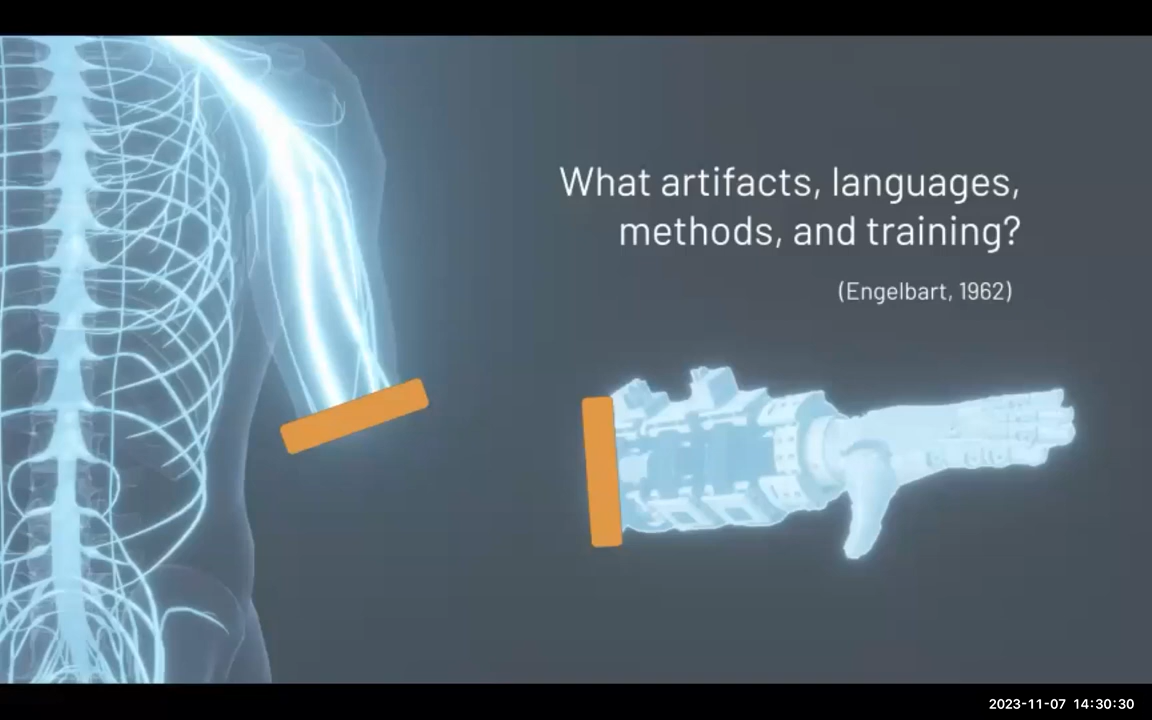 What artifacts, languages,
methods, and training?
(Engelbart, 1962)
2023-11-07 14:30:30